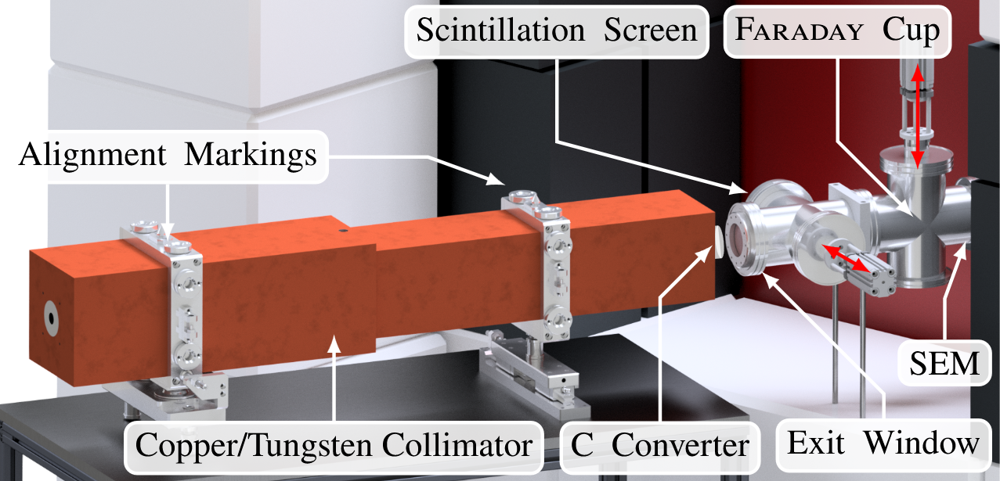 Scintillation Screen
FARADAY Cup
Alignment Markings
SEM
Copper/Tungsten Collimator
C Converter
Exit Window